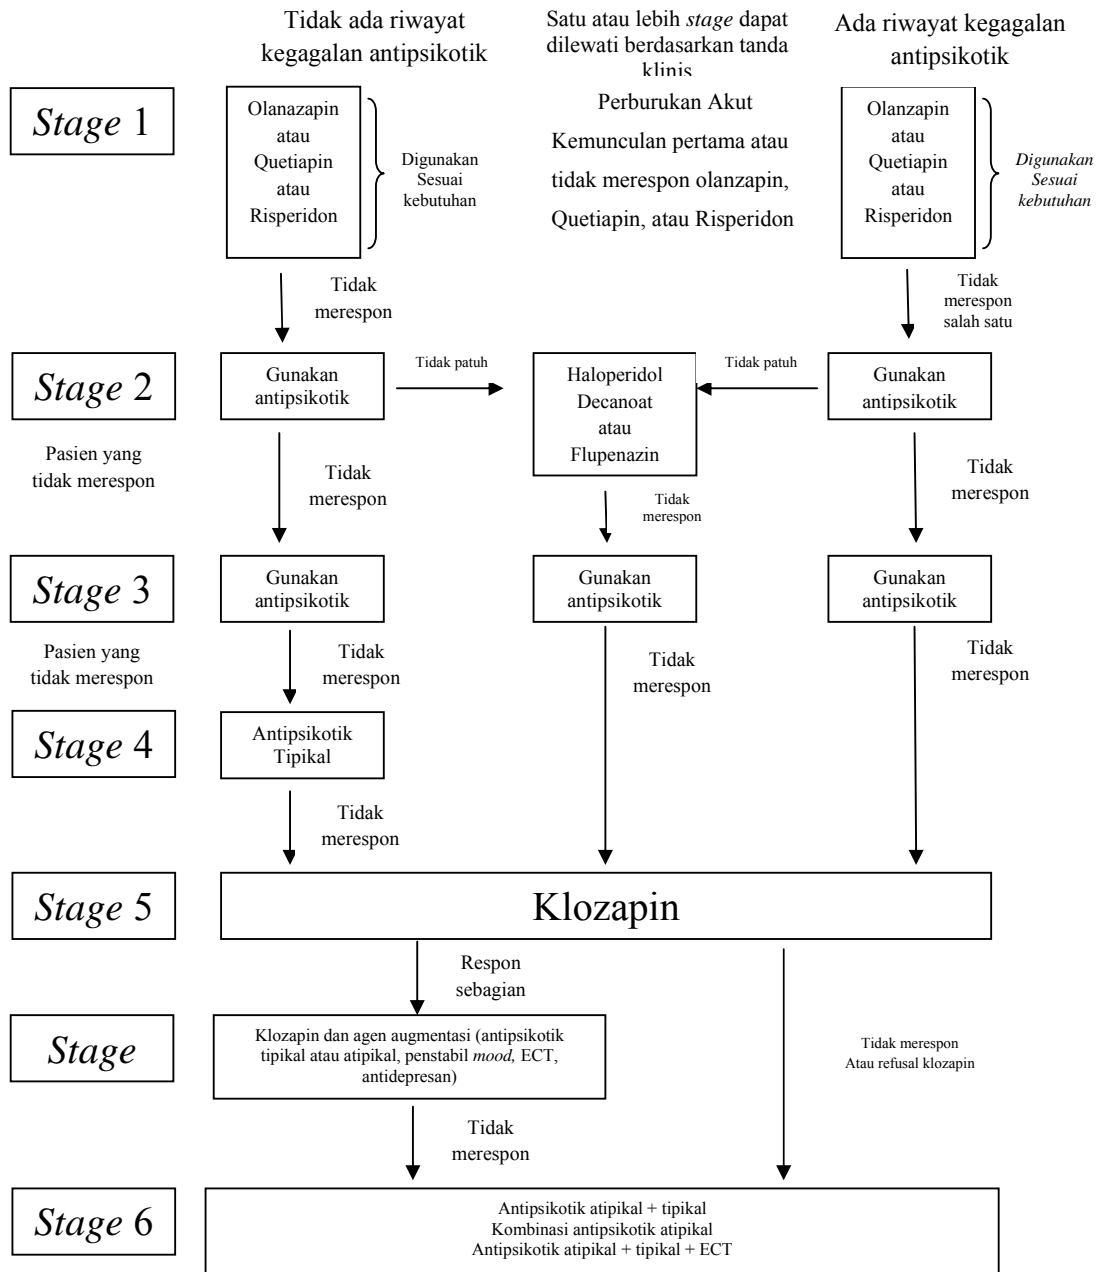 Tidak ada riwayat
kegagalan antipsikotik
Satu atau lebih stage dapat
dilewati berdasarkan tanda
klinis
Ada riwayat kegagalan
antipsikotik
Stage 1
Olanazapin
atau
Quetiapin
atau
Risperidon
Digunakan
Sesuai
kebutuhan
Perburukan Akut
Kemunculan pertama atau
tidak merespon olanzapin,
Quetiapin, atau Risperidon
Olanzapin
atau
Quetiapin
atau
Risperidon
Digunakan
Sesuai
kebutuhan
Tidak
merespon
Tidak
merespon
salah satu
Stage 2
Gunakan
antipsikotik
Tidak patuh
Haloperidol
Decanoat
atau
Flupenazin
Tidak patuh
Gunakan
antipsikotik
Pasien yang
tidak merespon
Tidak
merespon
Tidak
merespon
Tidak
merespon
Stage 3
Gunakan
antipsikotik
Gunakan
antipsikotik
Gunakan
antipsikotik
Pasien yang
tidak merespon
Tidak
merespon
Tidak
merespon
Tidak
merespon
Stage 4
Antipsikotik
Tipikal
Tidak
merespon
Stage 5
Klozapin
Respon
sebagian
Stage
Klozapin dan agen augmentasi (antipsikotik
tipikal atau atipikal, penstabil mood, ECT,
antidepresan)
Tidak merespon
Atau refusal klozapin
Tidak
merespon
Stage 6
Antipsikotik atipikal + tipikal
Kombinasi antipsikotik atipikal
Antipsikotik atipikal + tipikal + ECT